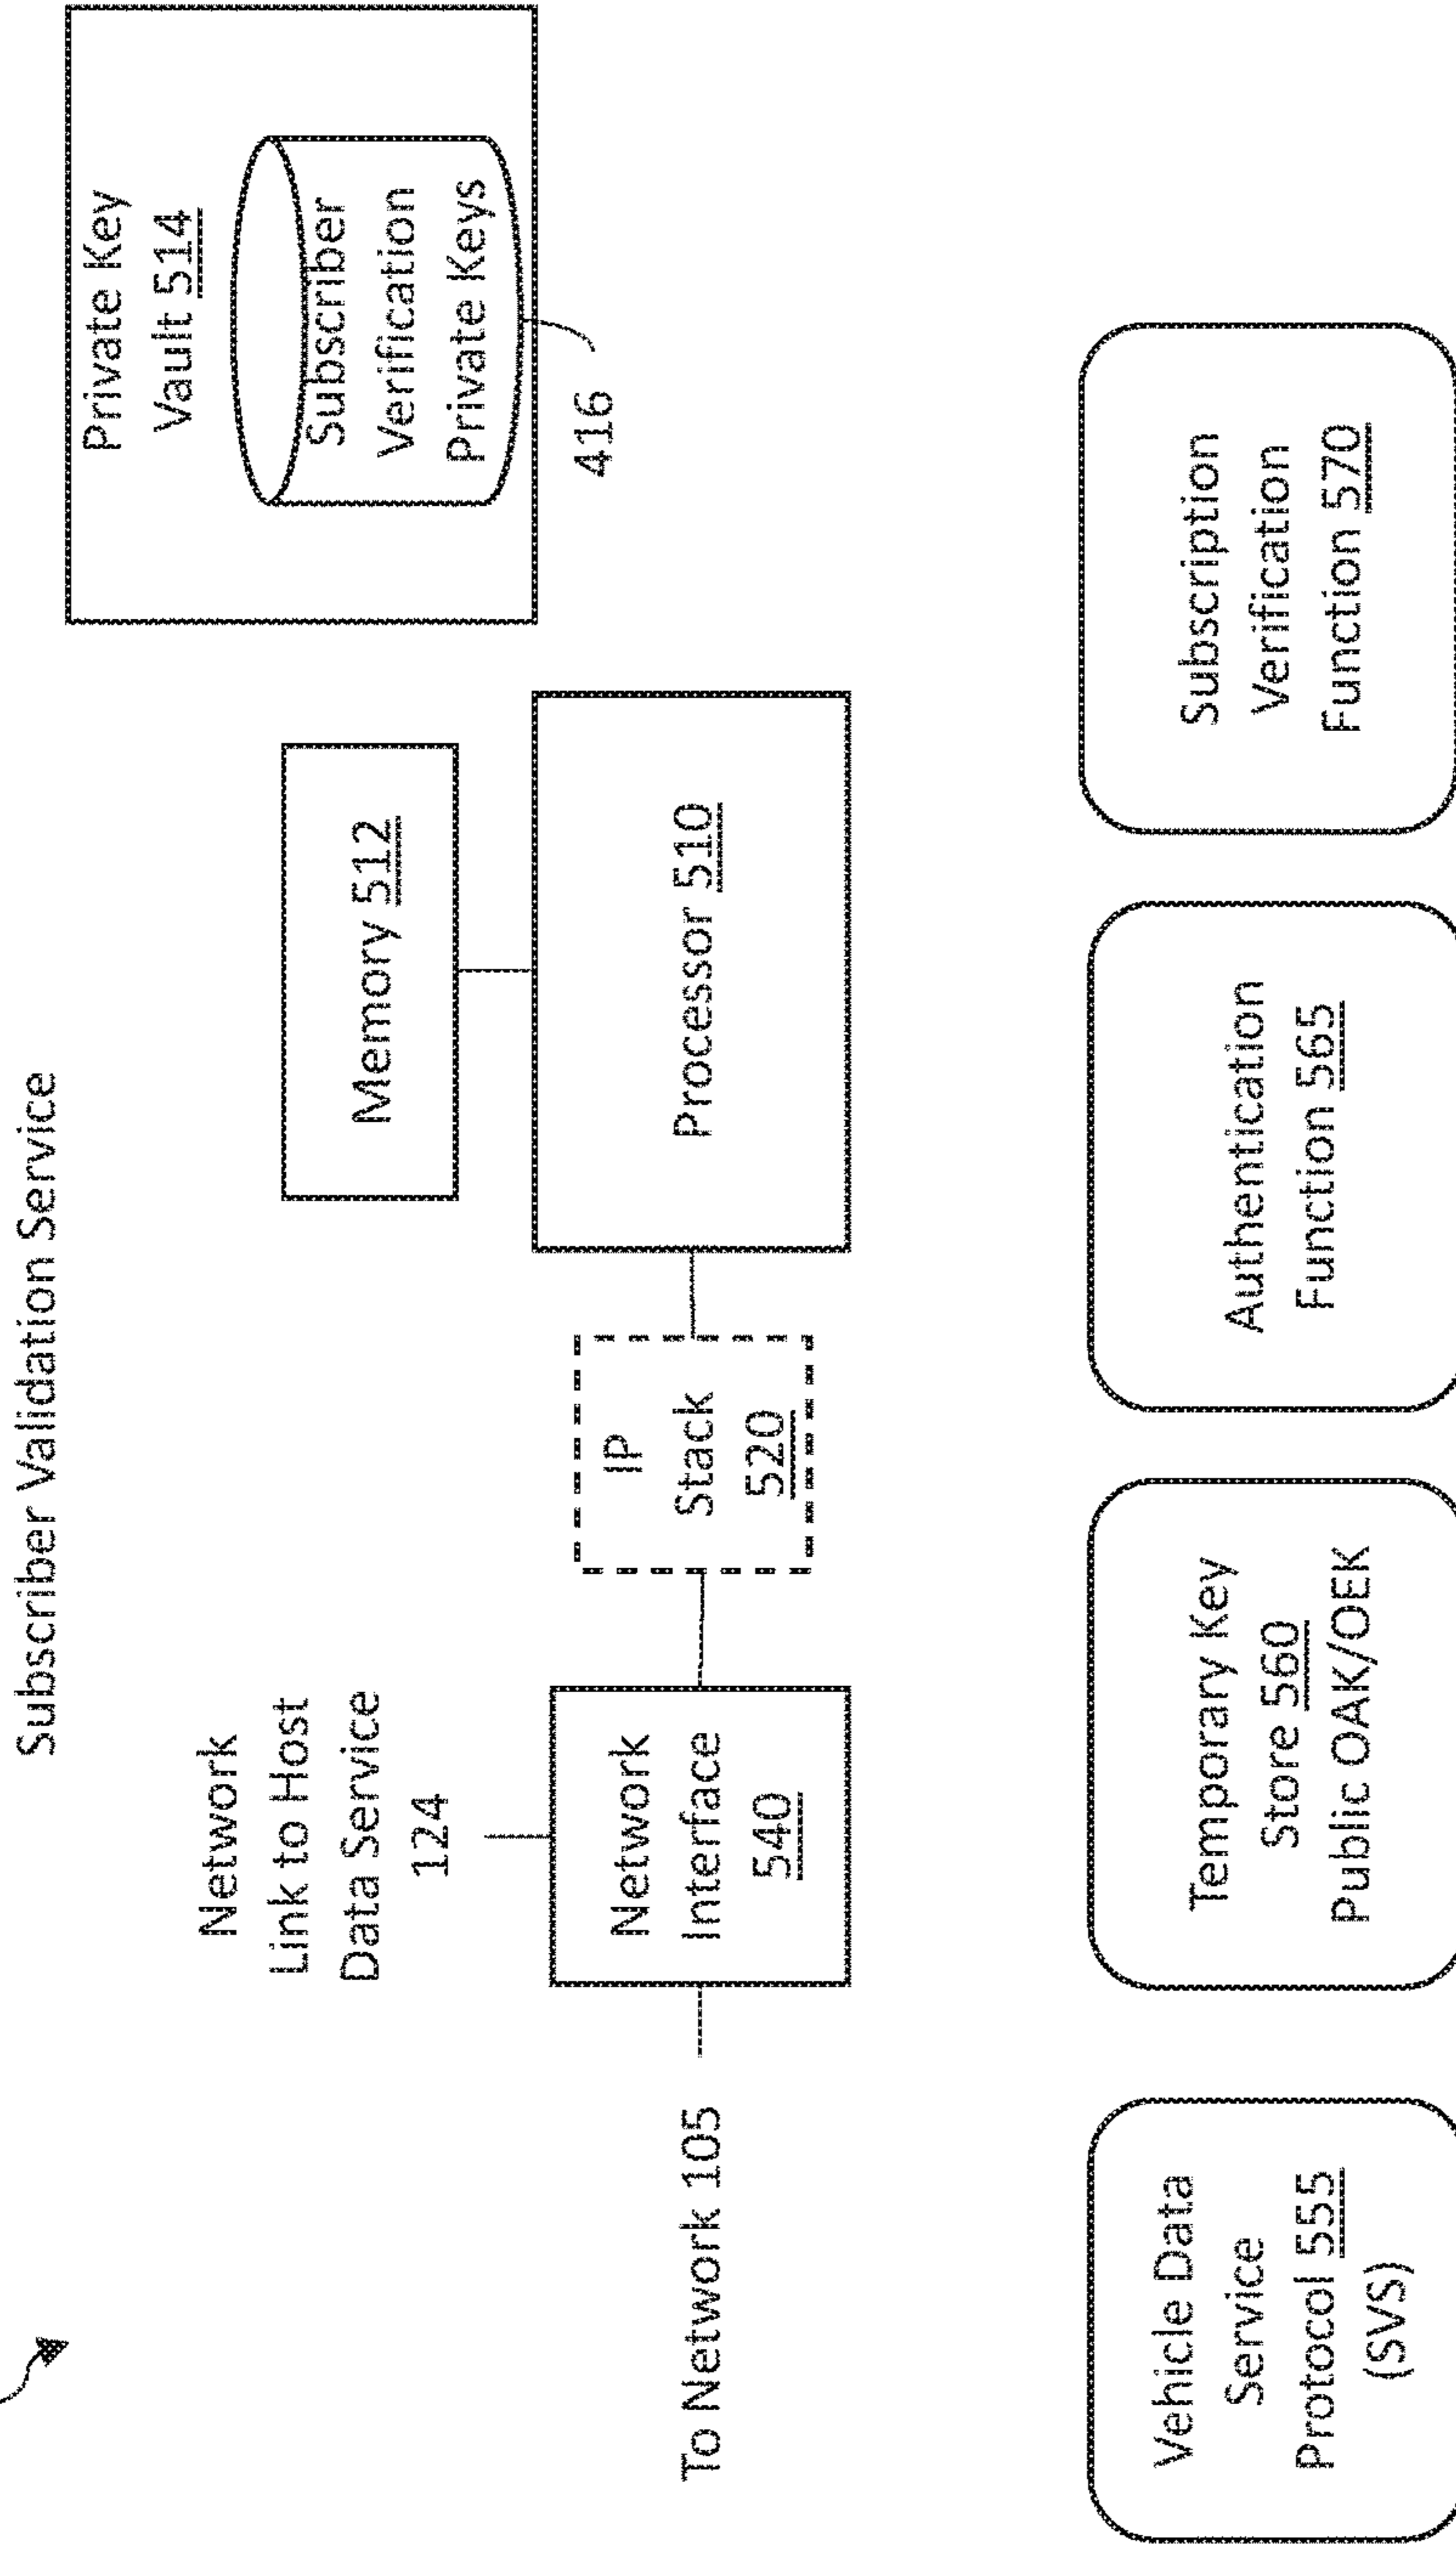 Subscriber Validation Service
Network
Link to Host
Data Service
124
Private Key
Vault 514
Subscriber
Verification
Private Keys
416
Memory 512
Processor 510
IP
Stack
520
Network
Interface
540
To Network 105
Vehicle Data
Service
Protocol 555
(SVS)
Temporary Key
Store 560
Public OAK/OEK
Authentication
Function 565
Subscription
Verification
Function 570